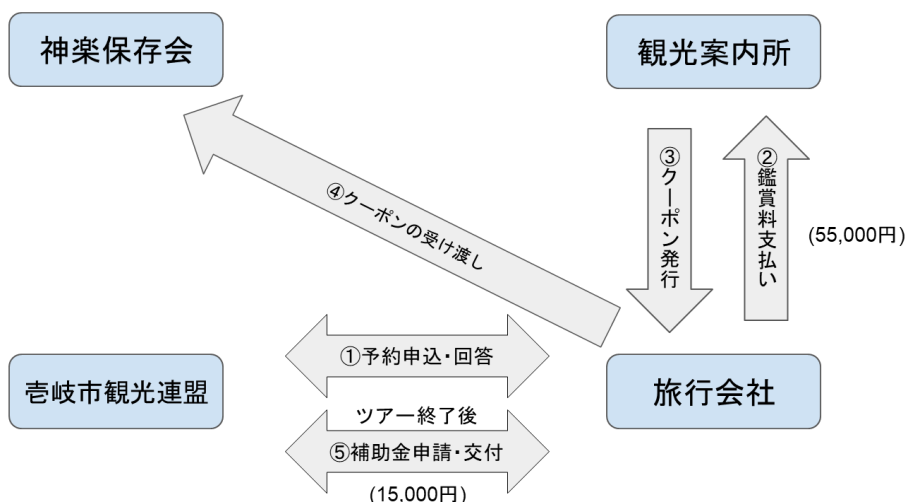 神楽保存会
観光案内所
③クーポン発行
②鑑賞料支払い
(55,000円)
④クーポンの受け渡し
①予約申込・回答
壱岐市観光連盟
旅行会社
ツアー終了後
⑤補助金申請・交付
(15,000円)